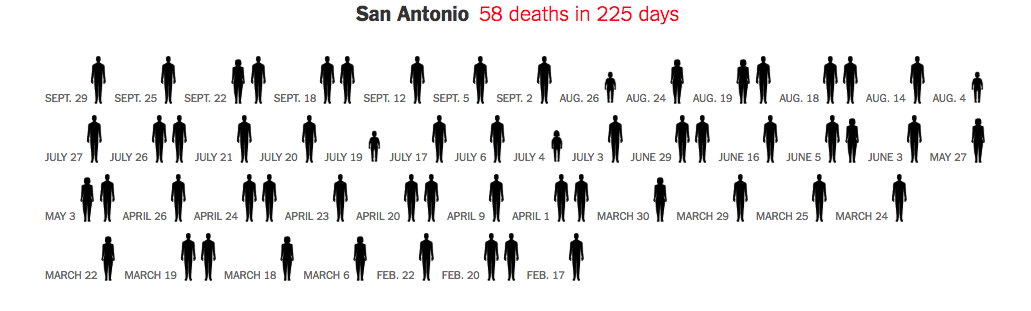 San Antonio 58 deaths in 225 days
SEPT. 29 SEPT. 25 SEPT. 22 SEPT. 18 SEPT. 12 SEPT. 5 SEPT. 2 AUG. 26 AUG. 24 AUG. 19 AUG. 18 AUG. 14 AUG. 4
JULY 27 JULY 26 JULY 21 JULY 20 JULY 19 JULY 17 JULY 6 JULY 4 JULY 3 JUNE 29 JUNE 16 JUNE 5 JUNE 3 MAY 27
MAY 3 APRIL 26 APRIL 24 APRIL 23 APRIL 20 APRIL 9 APRIL 1 MARCH 30 MARCH 29 MARCH 25 MARCH 24
MARCH 22 MARCH 19 MARCH 18 MARCH 6 FEB. 22 FEB. 20 FEB. 17